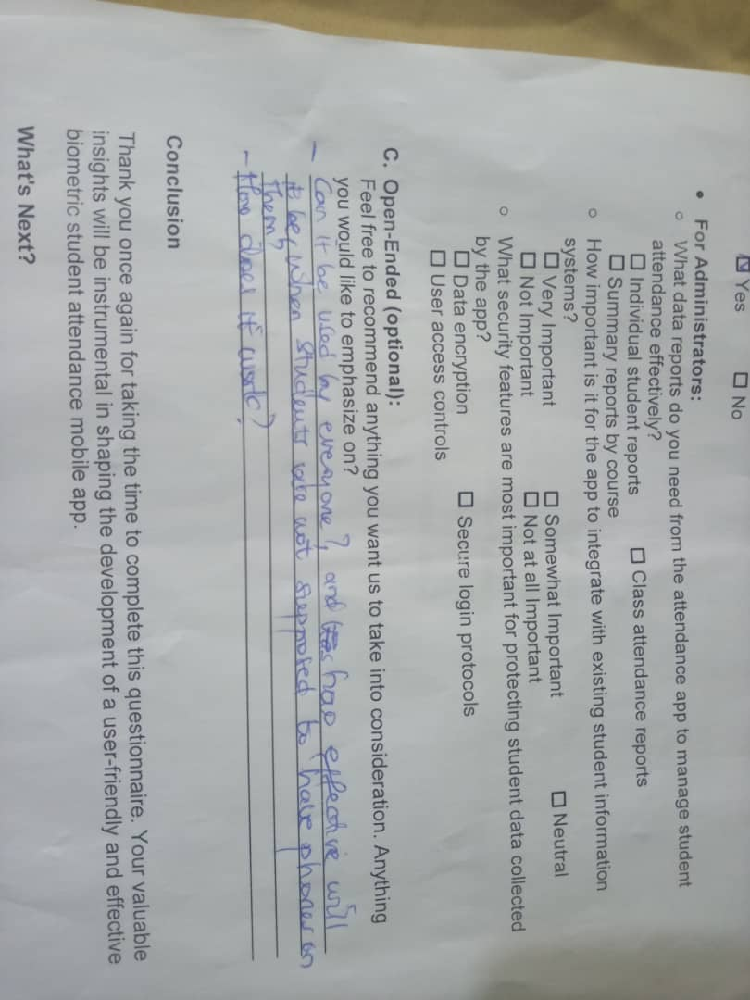 ☑ Yes ☐ No
• For Administrators:
○ What data reports do you need from the attendance app to manage student
attendance effectively?
☐ Individual student reports ☐ Class attendance reports
☐ Summary reports by course
○ How important is it for the app to integrate with existing student information
systems?
☐ Very Important ☐ Somewhat Important ☐ Neutral
☐ Not Important ☐ Not at all Important
○ What security features are most important for protecting student data collected
by the app?
☐ Data encryption ☐ Secure login protocols
☐ User access controls
C. Open-Ended (optional):
Feel free to recommend anything you want us to take into consideration. Anything
you would like to emphasize on?
- Can it be used by everyone?, and how effective will
it be, when students are not supposed to have phones on
them?
- How does it work?
Conclusion
Thank you once again for taking the time to complete this questionnaire. Your valuable
insights will be instrumental in shaping the development of a user-friendly and effective
biometric student attendance mobile app.
What's Next?